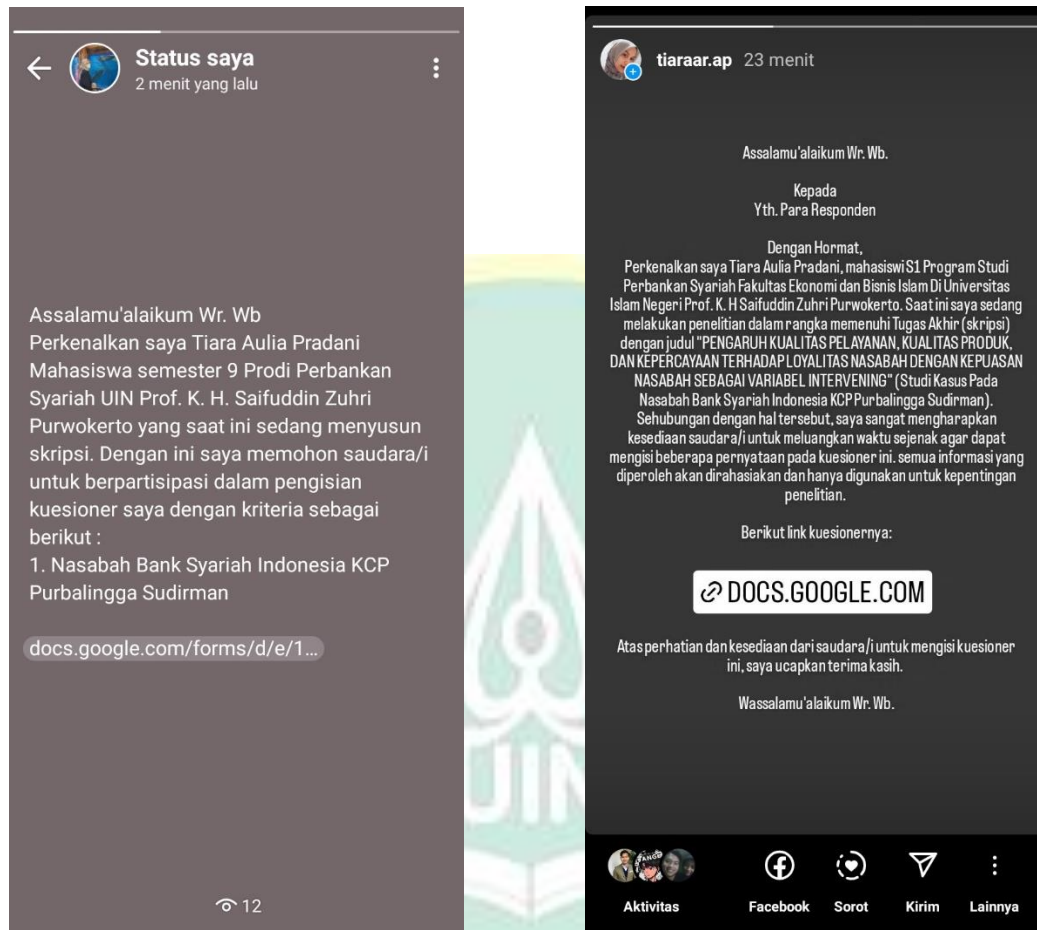 Status saya
2 menit yang lalu
Assalamu'alaikum Wr. Wb
Perkenalkan saya Tiara Aulia Pradani
Mahasiswa semester 9 Prodi Perbankan
Syariah UIN Prof. K. H. Saifuddin Zuhri
Purwokerto yang saat ini sedang menyusun
skripsi. Dengan ini saya memohon saudara/i
untuk berpartisipasi dalam pengisian
kuesioner saya dengan kriteria sebagai
berikut :
1. Nasabah Bank Syariah Indonesia KCP
Purbalingga Sudirman
docs.google.com/forms/d/e/1...
12
UIN
tiaraar.ap 23 menit
Assalamu'alaikum Wr. Wb.
Kepada
Yth. Para Responden
Dengan Hormat,
Perkenalkan saya Tiara Aulia Pradani, mahasiswi S1 Program Studi
Perbankan Syariah Fakultas Ekonomi dan Bisnis Islam Di Universitas
Islam Negeri Prof. K. H Saifuddin Zuhri Purwokerto. Saat ini saya sedang
melakukan penelitian dalam rangka memenuhi Tugas Akhir (skripsi)
dengan judul "PENGARUH KUALITAS PELAYANAN, KUALITAS PRODUK,
DAN KEPERCAYAAN TERHADAP LOYALITAS NASABAH DENGAN KEPUASAN
NASABAH SEBAGAI VARIABEL INTERVENING" (Studi Kasus Pada
Nasabah Bank Syariah Indonesia KCP Purbalingga Sudirman).
Sehubungan dengan hal tersebut, saya sangat mengharapkan
kesediaan saudara/i untuk meluangkan waktu sejenak agar dapat
mengisi beberapa pernyataan pada kuesioner ini. semua informasi yang
diperoleh akan dirahasiakan dan hanya digunakan untuk kepentingan
penelitian.
Berikut link kuesionernya:
DOCS.GOOGLE.COM
Atas perhatian dan kesediaan dari saudara/i untuk mengisi kuesioner
ini, saya ucapkan terima kasih.
Wassalamu'alaikum Wr. Wb.
Aktivitas Facebook Sorot Kirim Lainnya